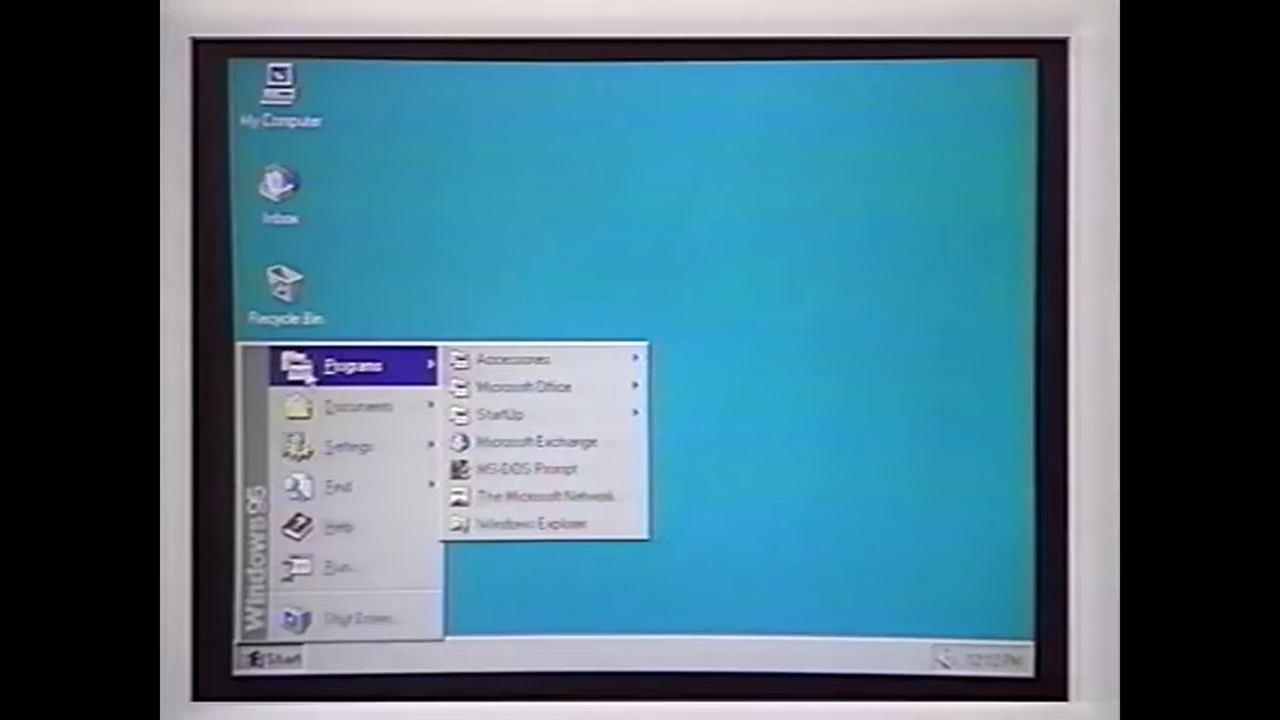 My Computer
Inbox
Recycle Bin
Programs
Documents
Settings
Find
Help
Run...
Shut Down...
Windows95
Accessories
Microsoft Office
StartUp
Microsoft Exchange
MS-DOS Prompt
The Microsoft Network
Windows Explorer
Start
12:12 PM